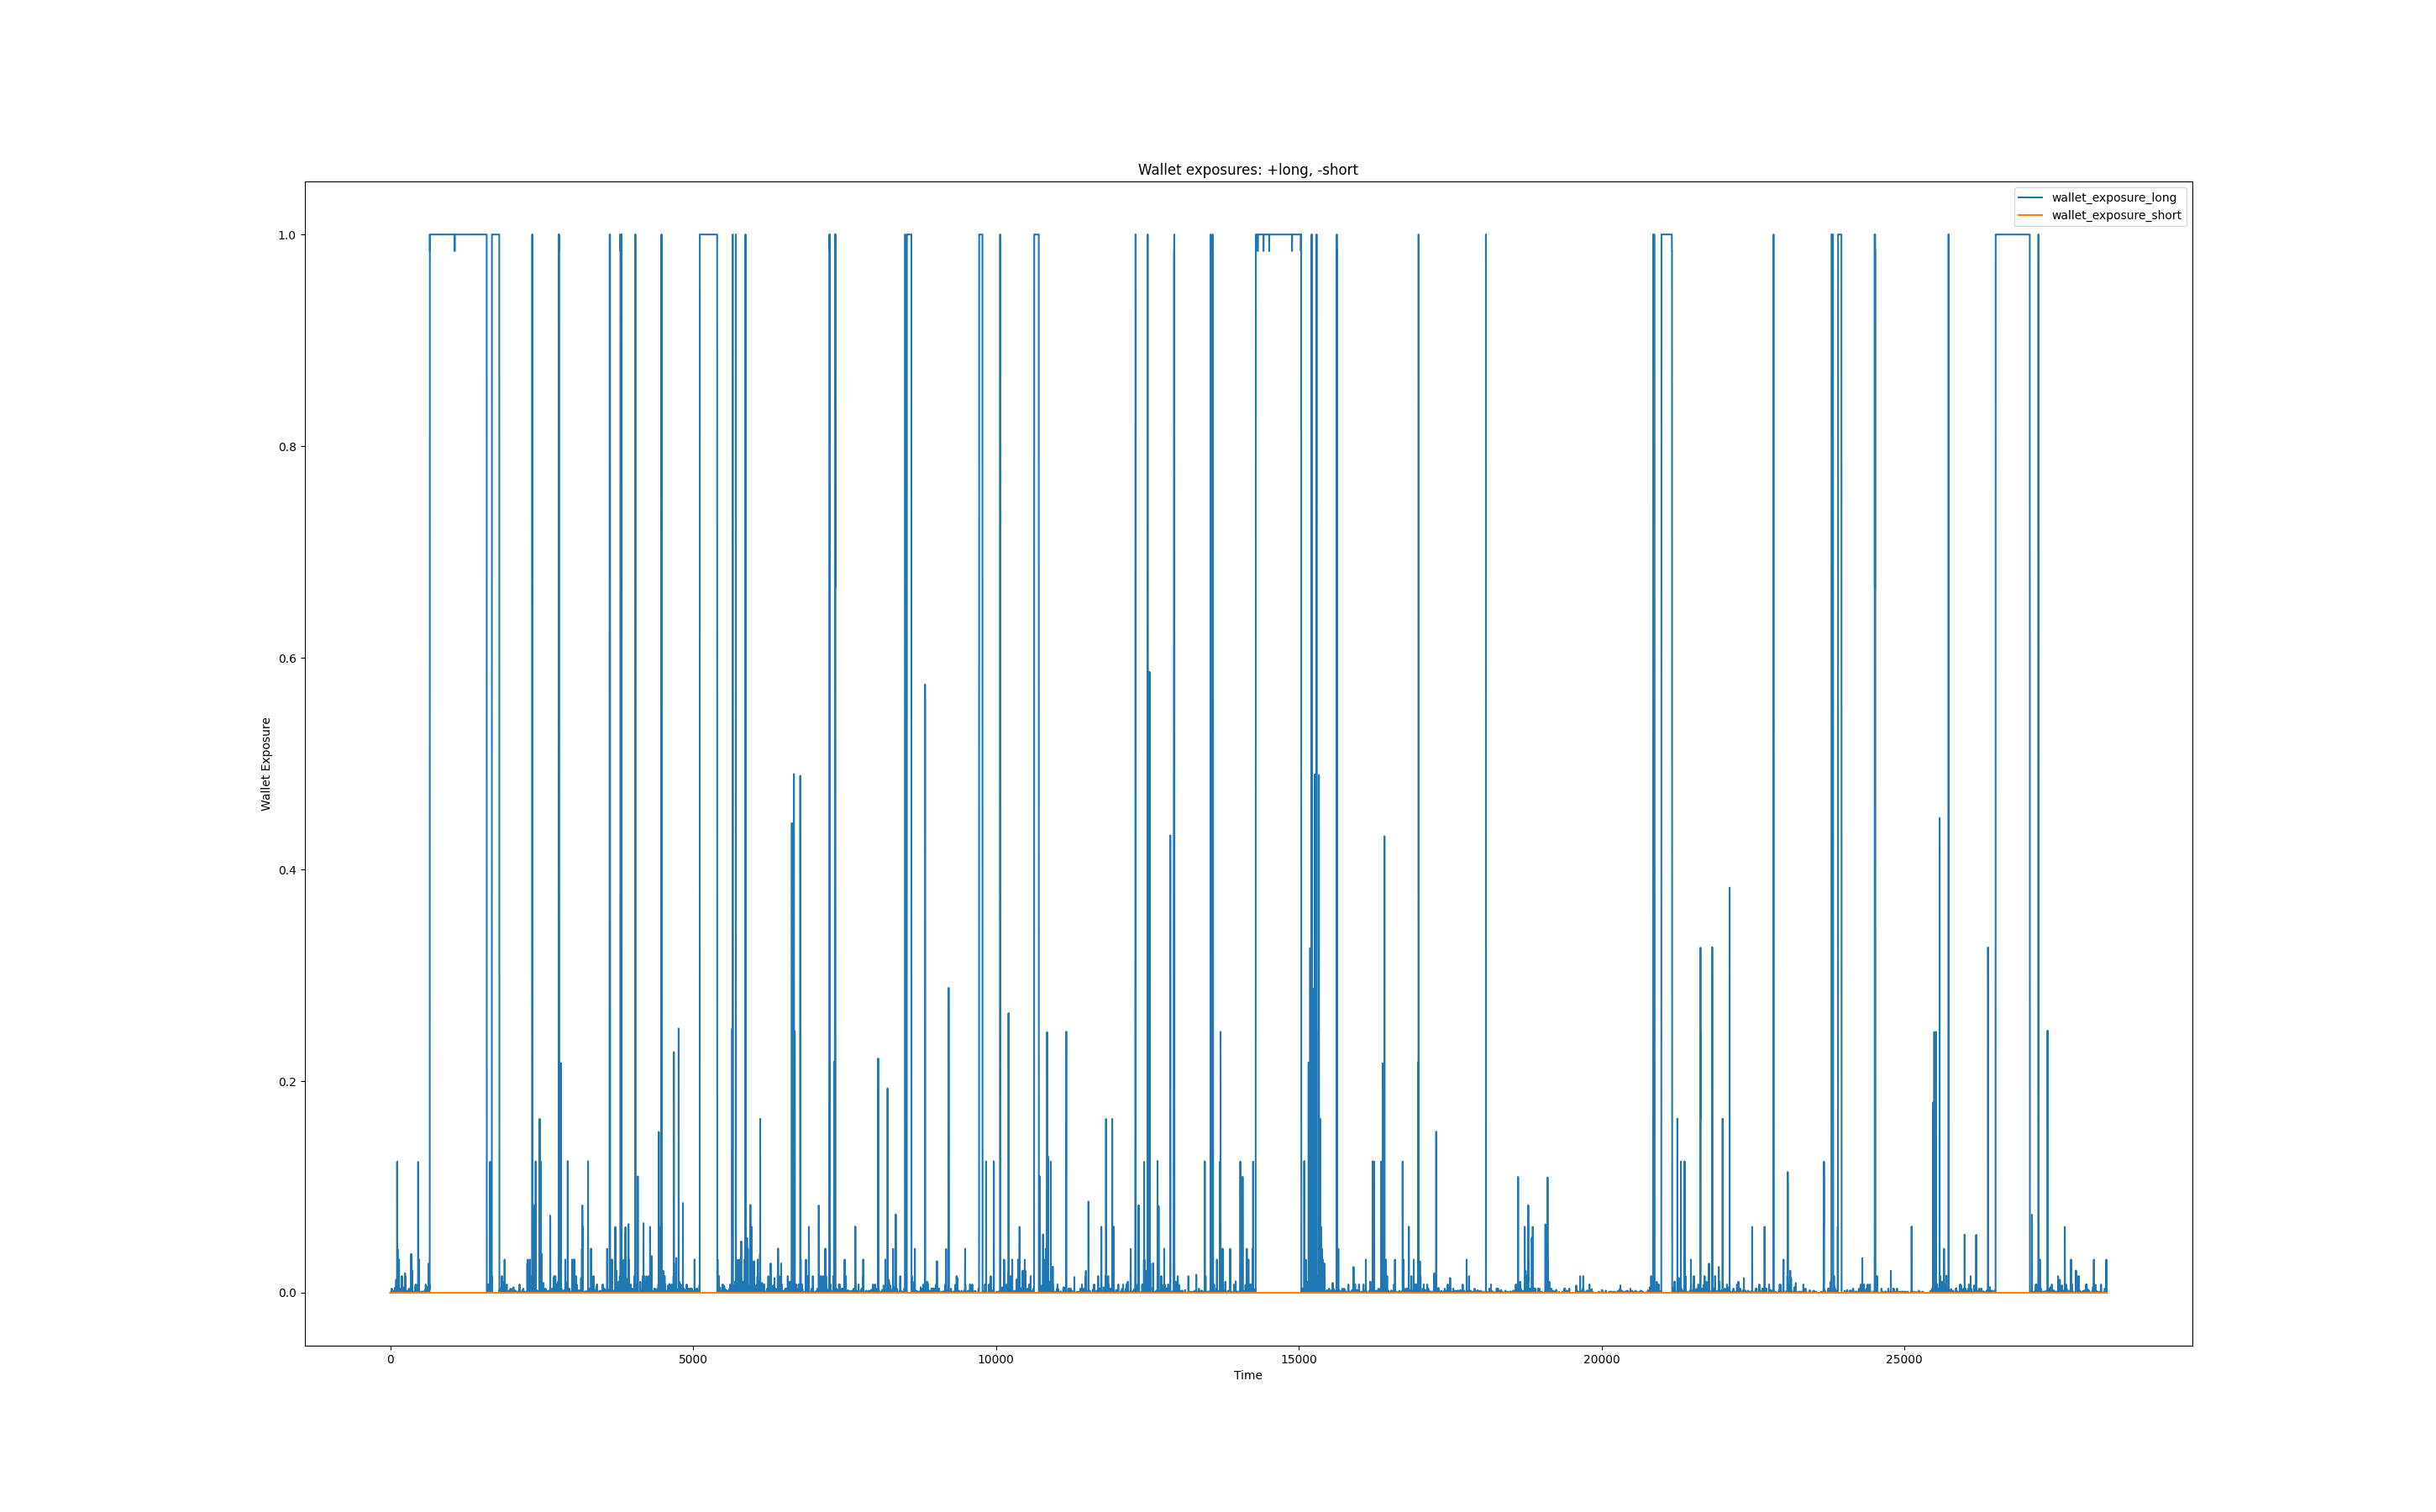 Wallet exposures: +long, -short
wallet_exposure_long
wallet_exposure_short
1.0
0.8
0.6
0.4
0.2
0.0
Wallet Exposure
0 5000 10000 15000 20000 25000
Time